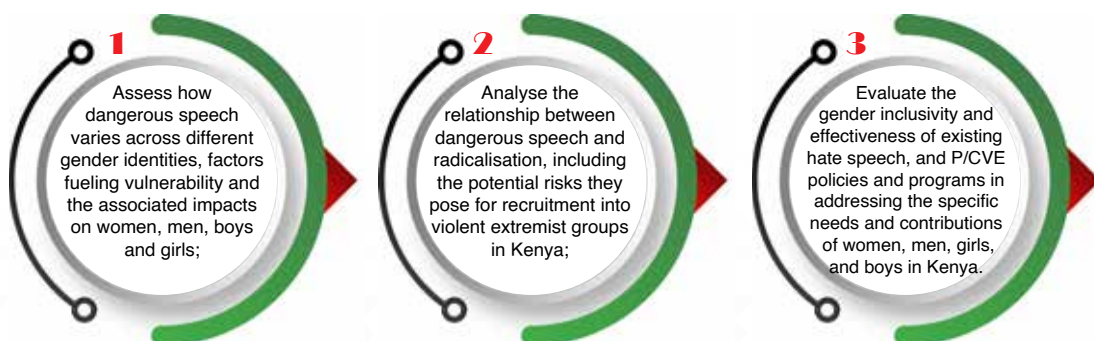 1
Assess how
dangerous speech
varies across different
gender identities, factors
fueling vulnerability and
the associated impacts
on women, men, boys
and girls;
2
Analyse the
relationship between
dangerous speech and
radicalisation, including
the potential risks they
pose for recruitment into
violent extremist groups
in Kenya;
3
Evaluate the
gender inclusivity and
effectiveness of existing
hate speech, and P/CVE
policies and programs in
addressing the specific
needs and contributions
of women, men, girls,
and boys in Kenya.